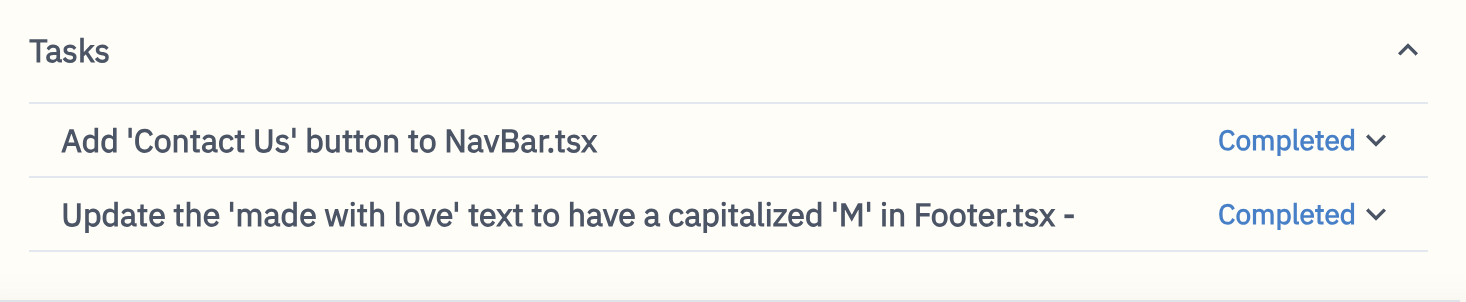 Tasks
Add 'Contact Us' button to NavBar.tsx Completed
Update the 'made with love' text to have a capitalized 'M' in Footer.tsx - Completed